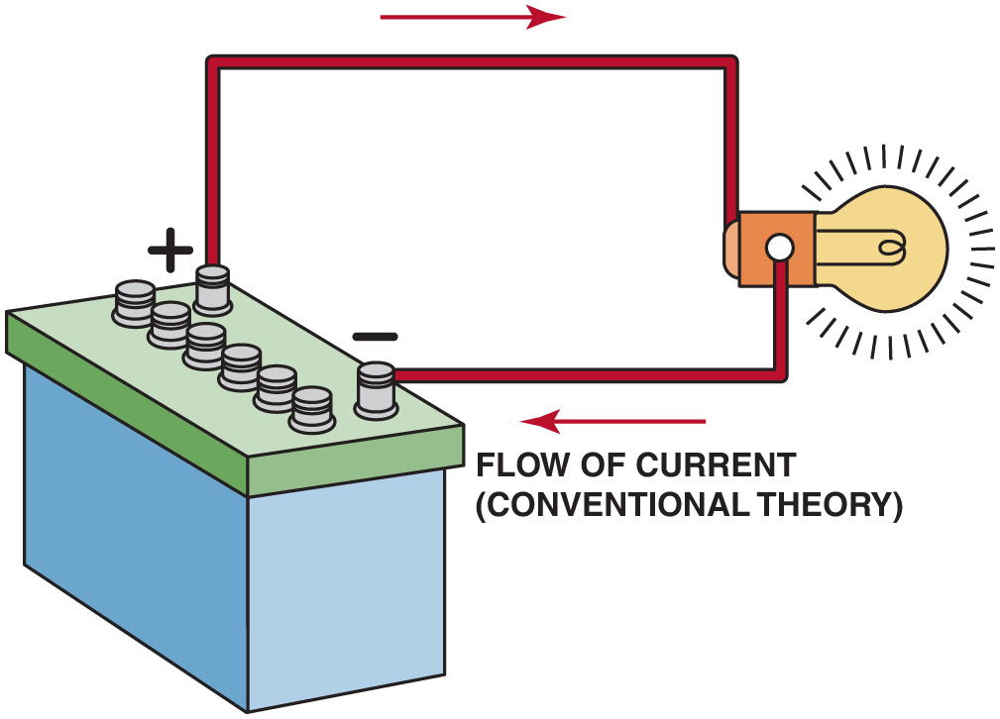 +
−
FLOW OF CURRENT
(CONVENTIONAL THEORY)